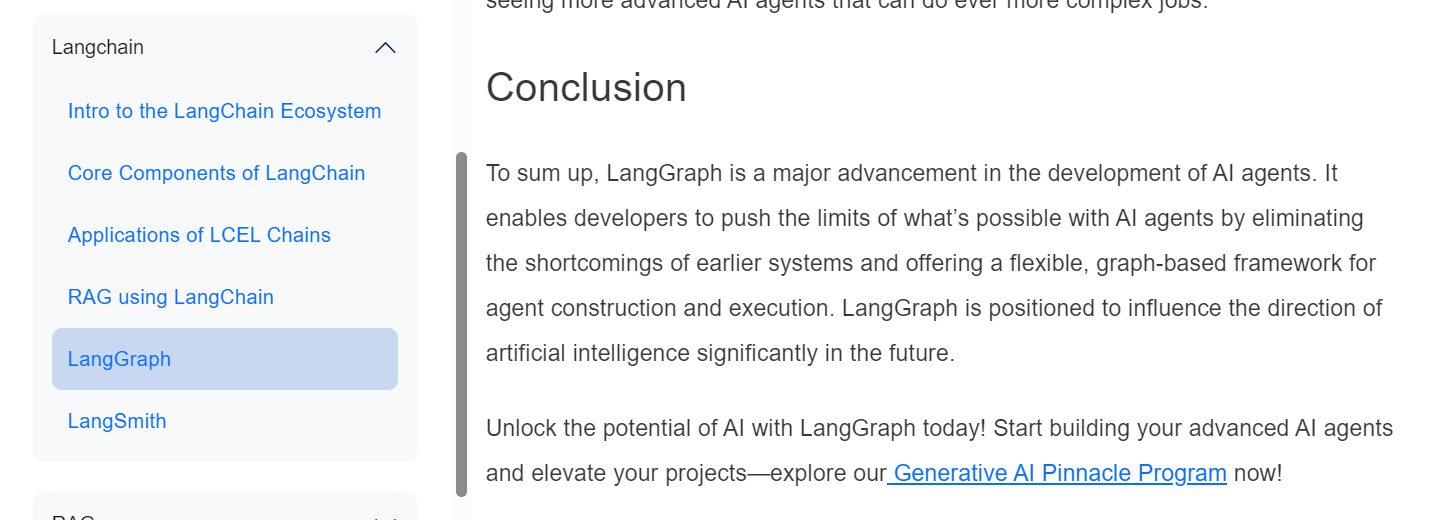 Langchain
Intro to the LangChain Ecosystem
Core Components of LangChain
Applications of LCEL Chains
RAG using LangChain
LangGraph
LangSmith
RAG
seeing more advanced AI agents that can do ever more complex jobs.
Conclusion
To sum up, LangGraph is a major advancement in the development of AI agents. It
enables developers to push the limits of what’s possible with AI agents by eliminating
the shortcomings of earlier systems and offering a flexible, graph-based framework for
agent construction and execution. LangGraph is positioned to influence the direction of
artificial intelligence significantly in the future.
Unlock the potential of AI with LangGraph today! Start building your advanced AI agents
and elevate your projects—explore our Generative AI Pinnacle Program now!